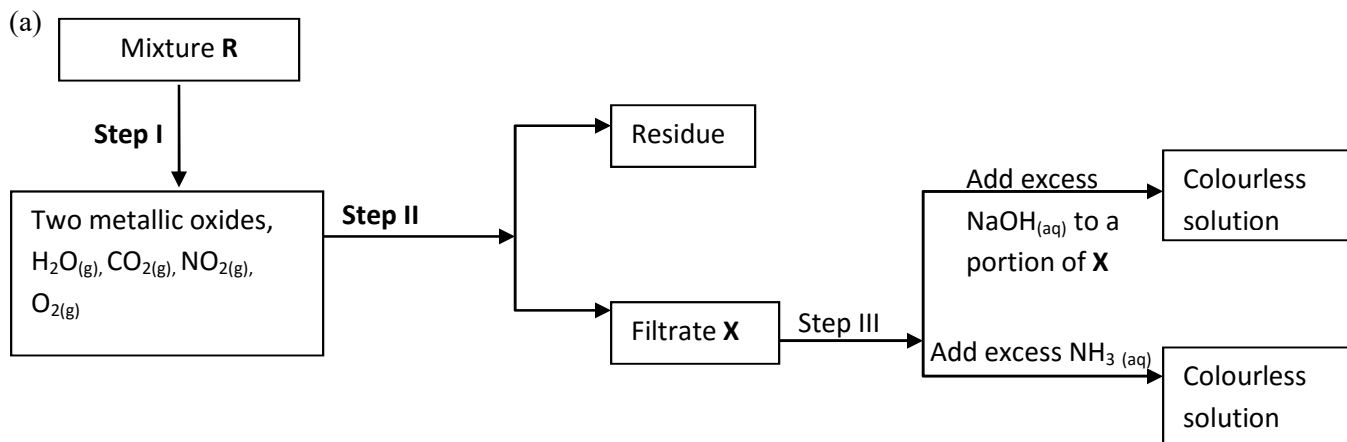 (a)
Mixture R
Step I
Two metallic oxides,
H₂O₍g₎, CO₂₍g₎, NO₂₍g₎,
O₂₍g₎
Step II
Residue
Filtrate X
Step III
Add excess
NaOH₍aq₎ to a
portion of X
Colourless
solution
Add excess NH₃ ₍aq₎
Colourless
solution